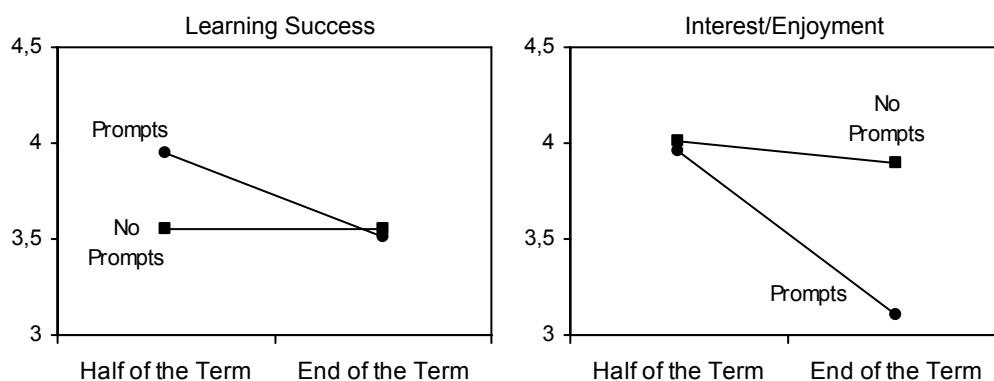 Learning Success
4,5
4
3,5
3
Prompts
No
Prompts
Half of the Term
End of the Term
Interest/Enjoyment
4,5
4
3,5
3
No
Prompts
Prompts
Half of the Term
End of the Term